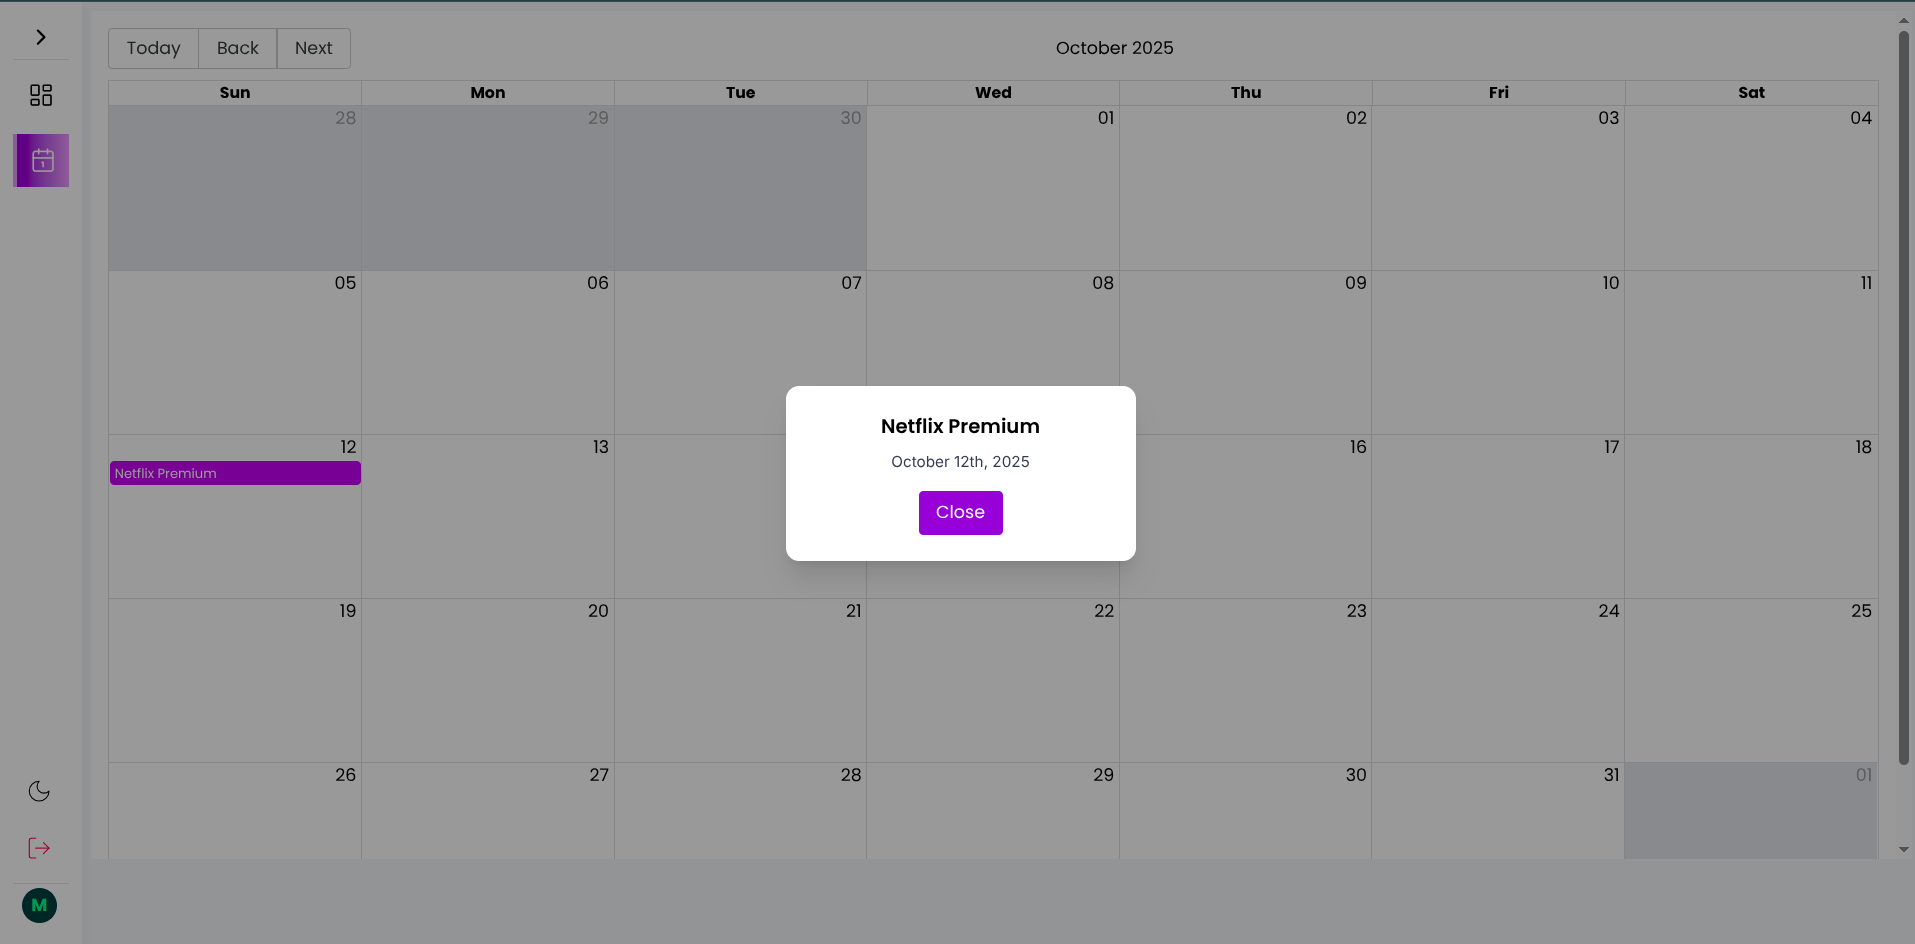 Today Back Next October 2025
Sun Mon Tue Wed Thu Fri Sat
28 29 30 01 02 03 04
05 06 07 08 09 10 11
12 13 16 17 18
Netflix Premium
Netflix Premium
October 12th, 2025
Close
19 20 21 22 23 24 25
26 27 28 29 30 31 01
1
M